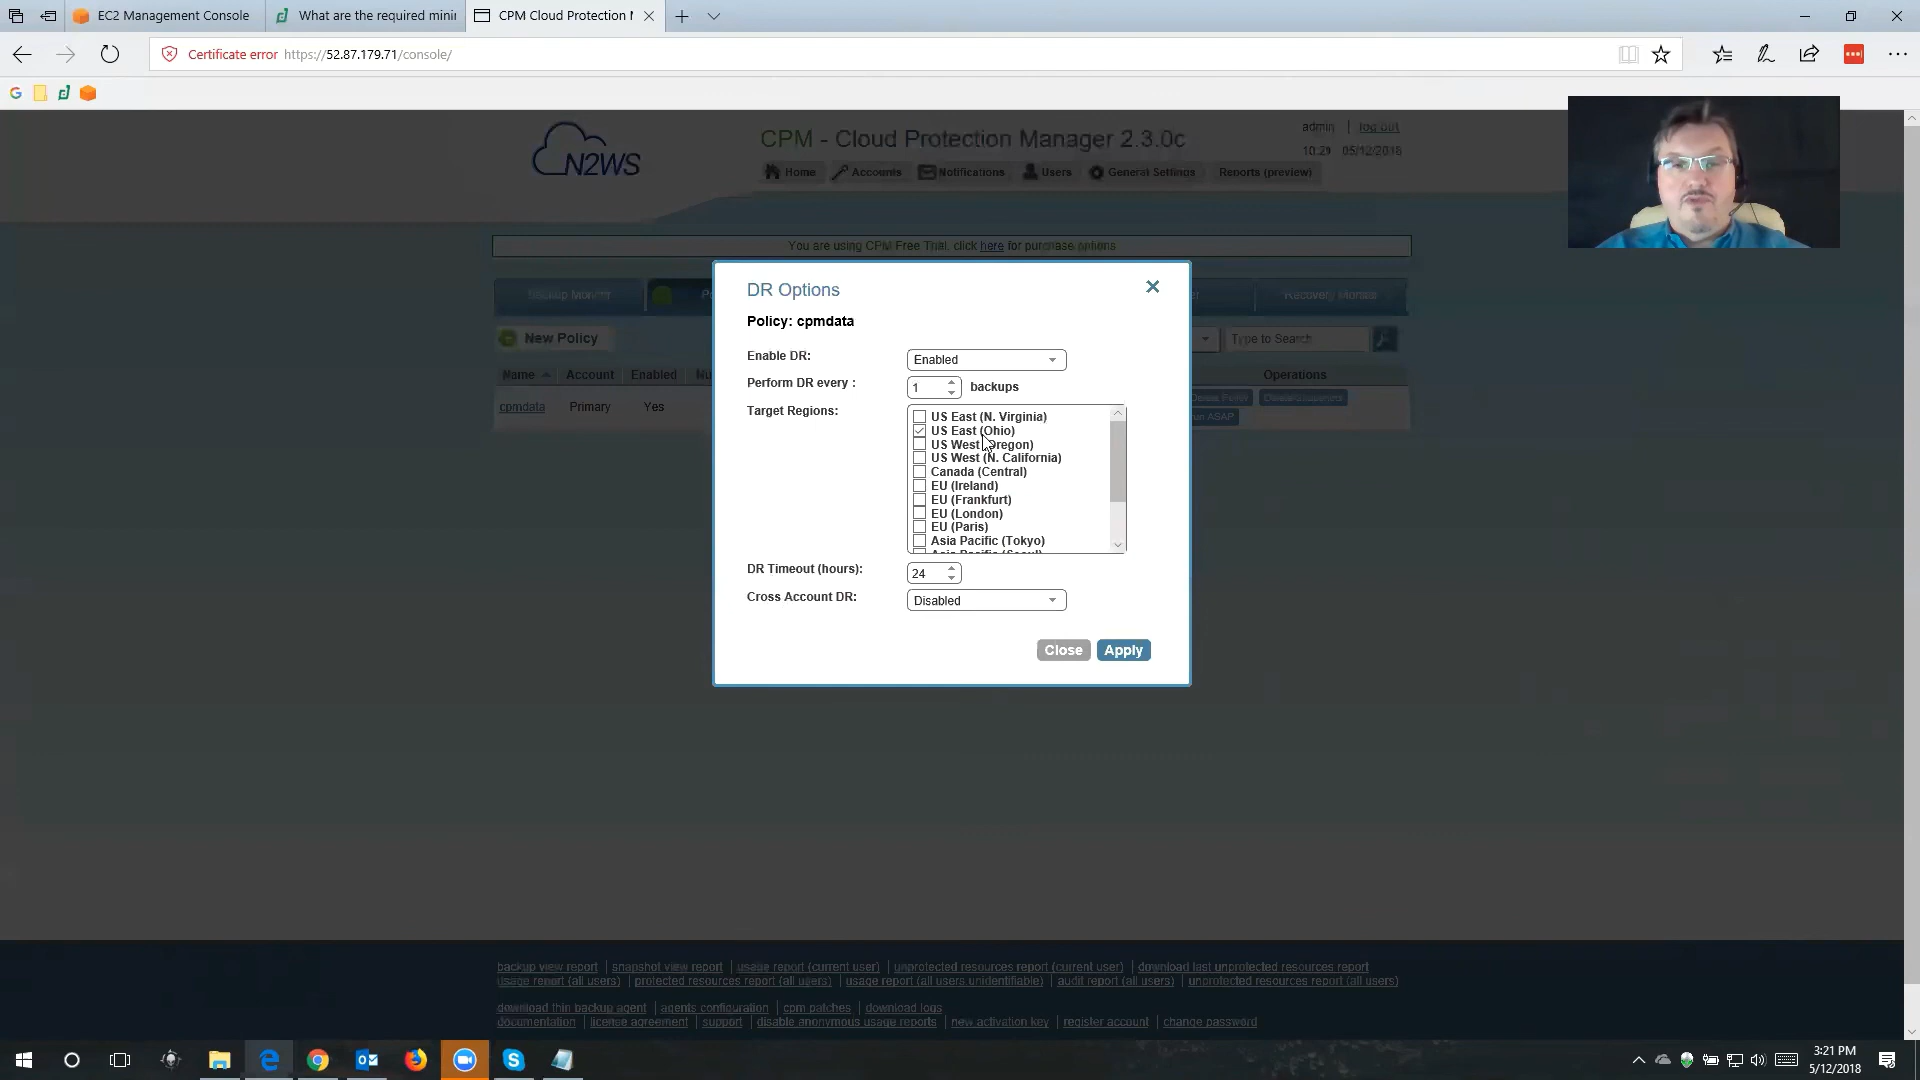 EC2 Management Console
What are the required mini
CPM Cloud Protection M
Certificate error https://52.87.179.71/console/
N2WS
CPM - Cloud Protection Manager 2.3.0c
admin | log out
10:29 05/12/2018
Home
Accounts
Notifications
Users
General Settings
Reports (preview)
You are using CPM Free Trial, click here for purchase options
Backup Monitor
Recovery Monitor
New Policy
Type to Search
Name
Account
Enabled
Operations
cpmdata
Primary
Yes
DR Options
Policy: cpmdata
Enable DR:
Enabled
Perform DR every :
1
backups
Target Regions:
US East (N. Virginia)
US East (Ohio)
US West (Oregon)
US West (N. California)
Canada (Central)
EU (Ireland)
EU (Frankfurt)
EU (London)
EU (Paris)
Asia Pacific (Tokyo)
Asia Pacific (Seoul)
DR Timeout (hours):
24
Cross Account DR:
Disabled
Close
Apply
backup view report | snapshot view report | usage report (current user) | unprotected resources report (current user) | download last unprotected resources report
usage report (all users) | protected resources report (all users) | usage report (all users unidentifiable) | audit report (all users) | unprotected resources report (all users)
download thin backup agent | agents configuration | cpm patches | download logs
documentation | license agreement | support | disable anonymous usage reports | new activation key | register account | change password
3:21 PM
5/12/2018